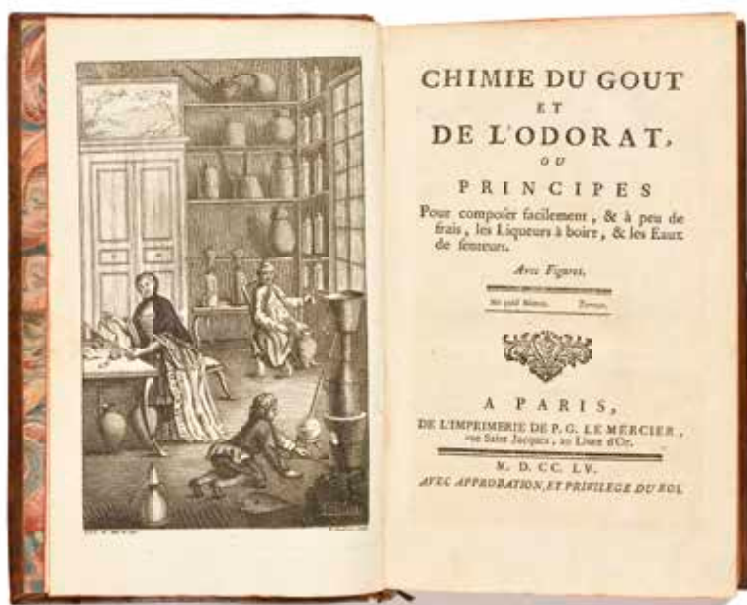 CHIMIE DU GOUT
ET
DE L'ODORAT,
OU
PRINCIPES
Pour composer facilement, & à peu de
frais, les Liqueurs à boire, & les Eaux
de senteurs.
Avec Figures.
A PARIS,
DE L'IMPRIMERIE DE P. G. LE MERCIER,
rue Saint Jacques, au Livre d'Or.
M. D. CC. LV.
AVEC APPROBATION, ET PRIVILEGE DU ROI.